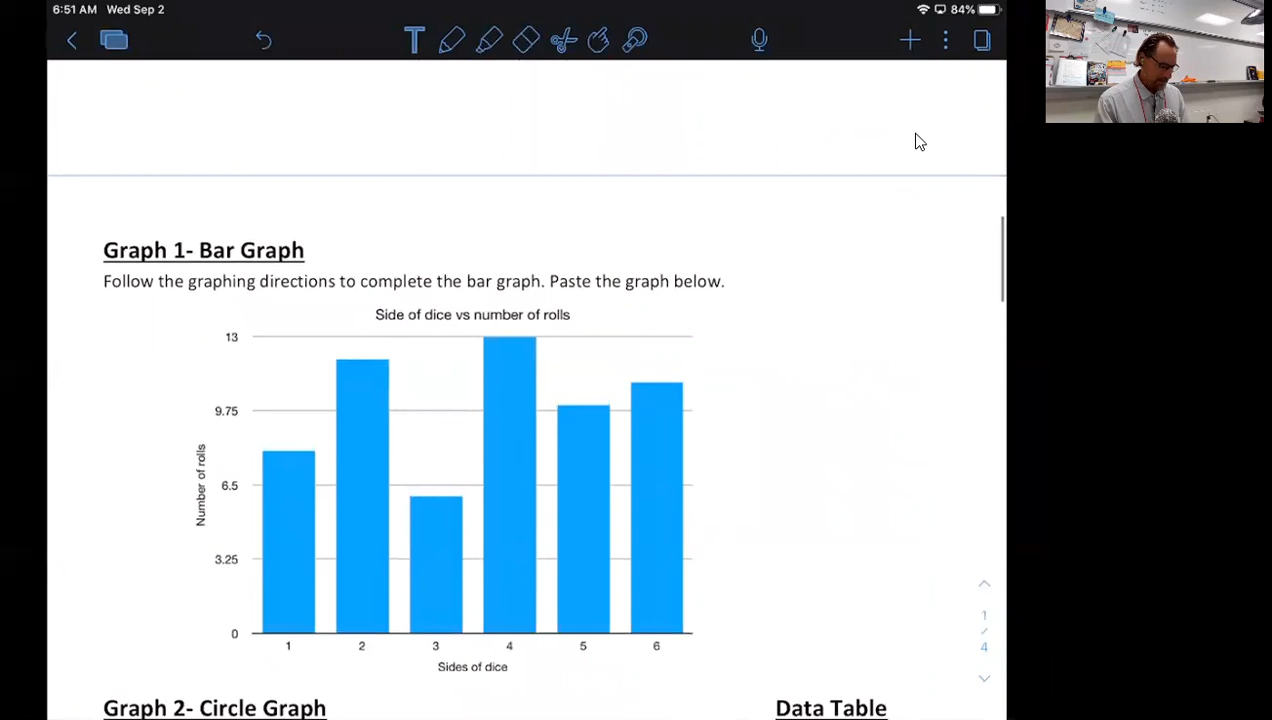 6:51 AM Wed Sep 2
84%
T
Graph 1- Bar Graph
Follow the graphing directions to complete the bar graph. Paste the graph below.
Side of dice vs number of rolls
13
9.75
6.5
3.25
0
Number of rolls
1 2 3 4 5 6
Sides of dice
1
/
4
Graph 2- Circle Graph
Data Table